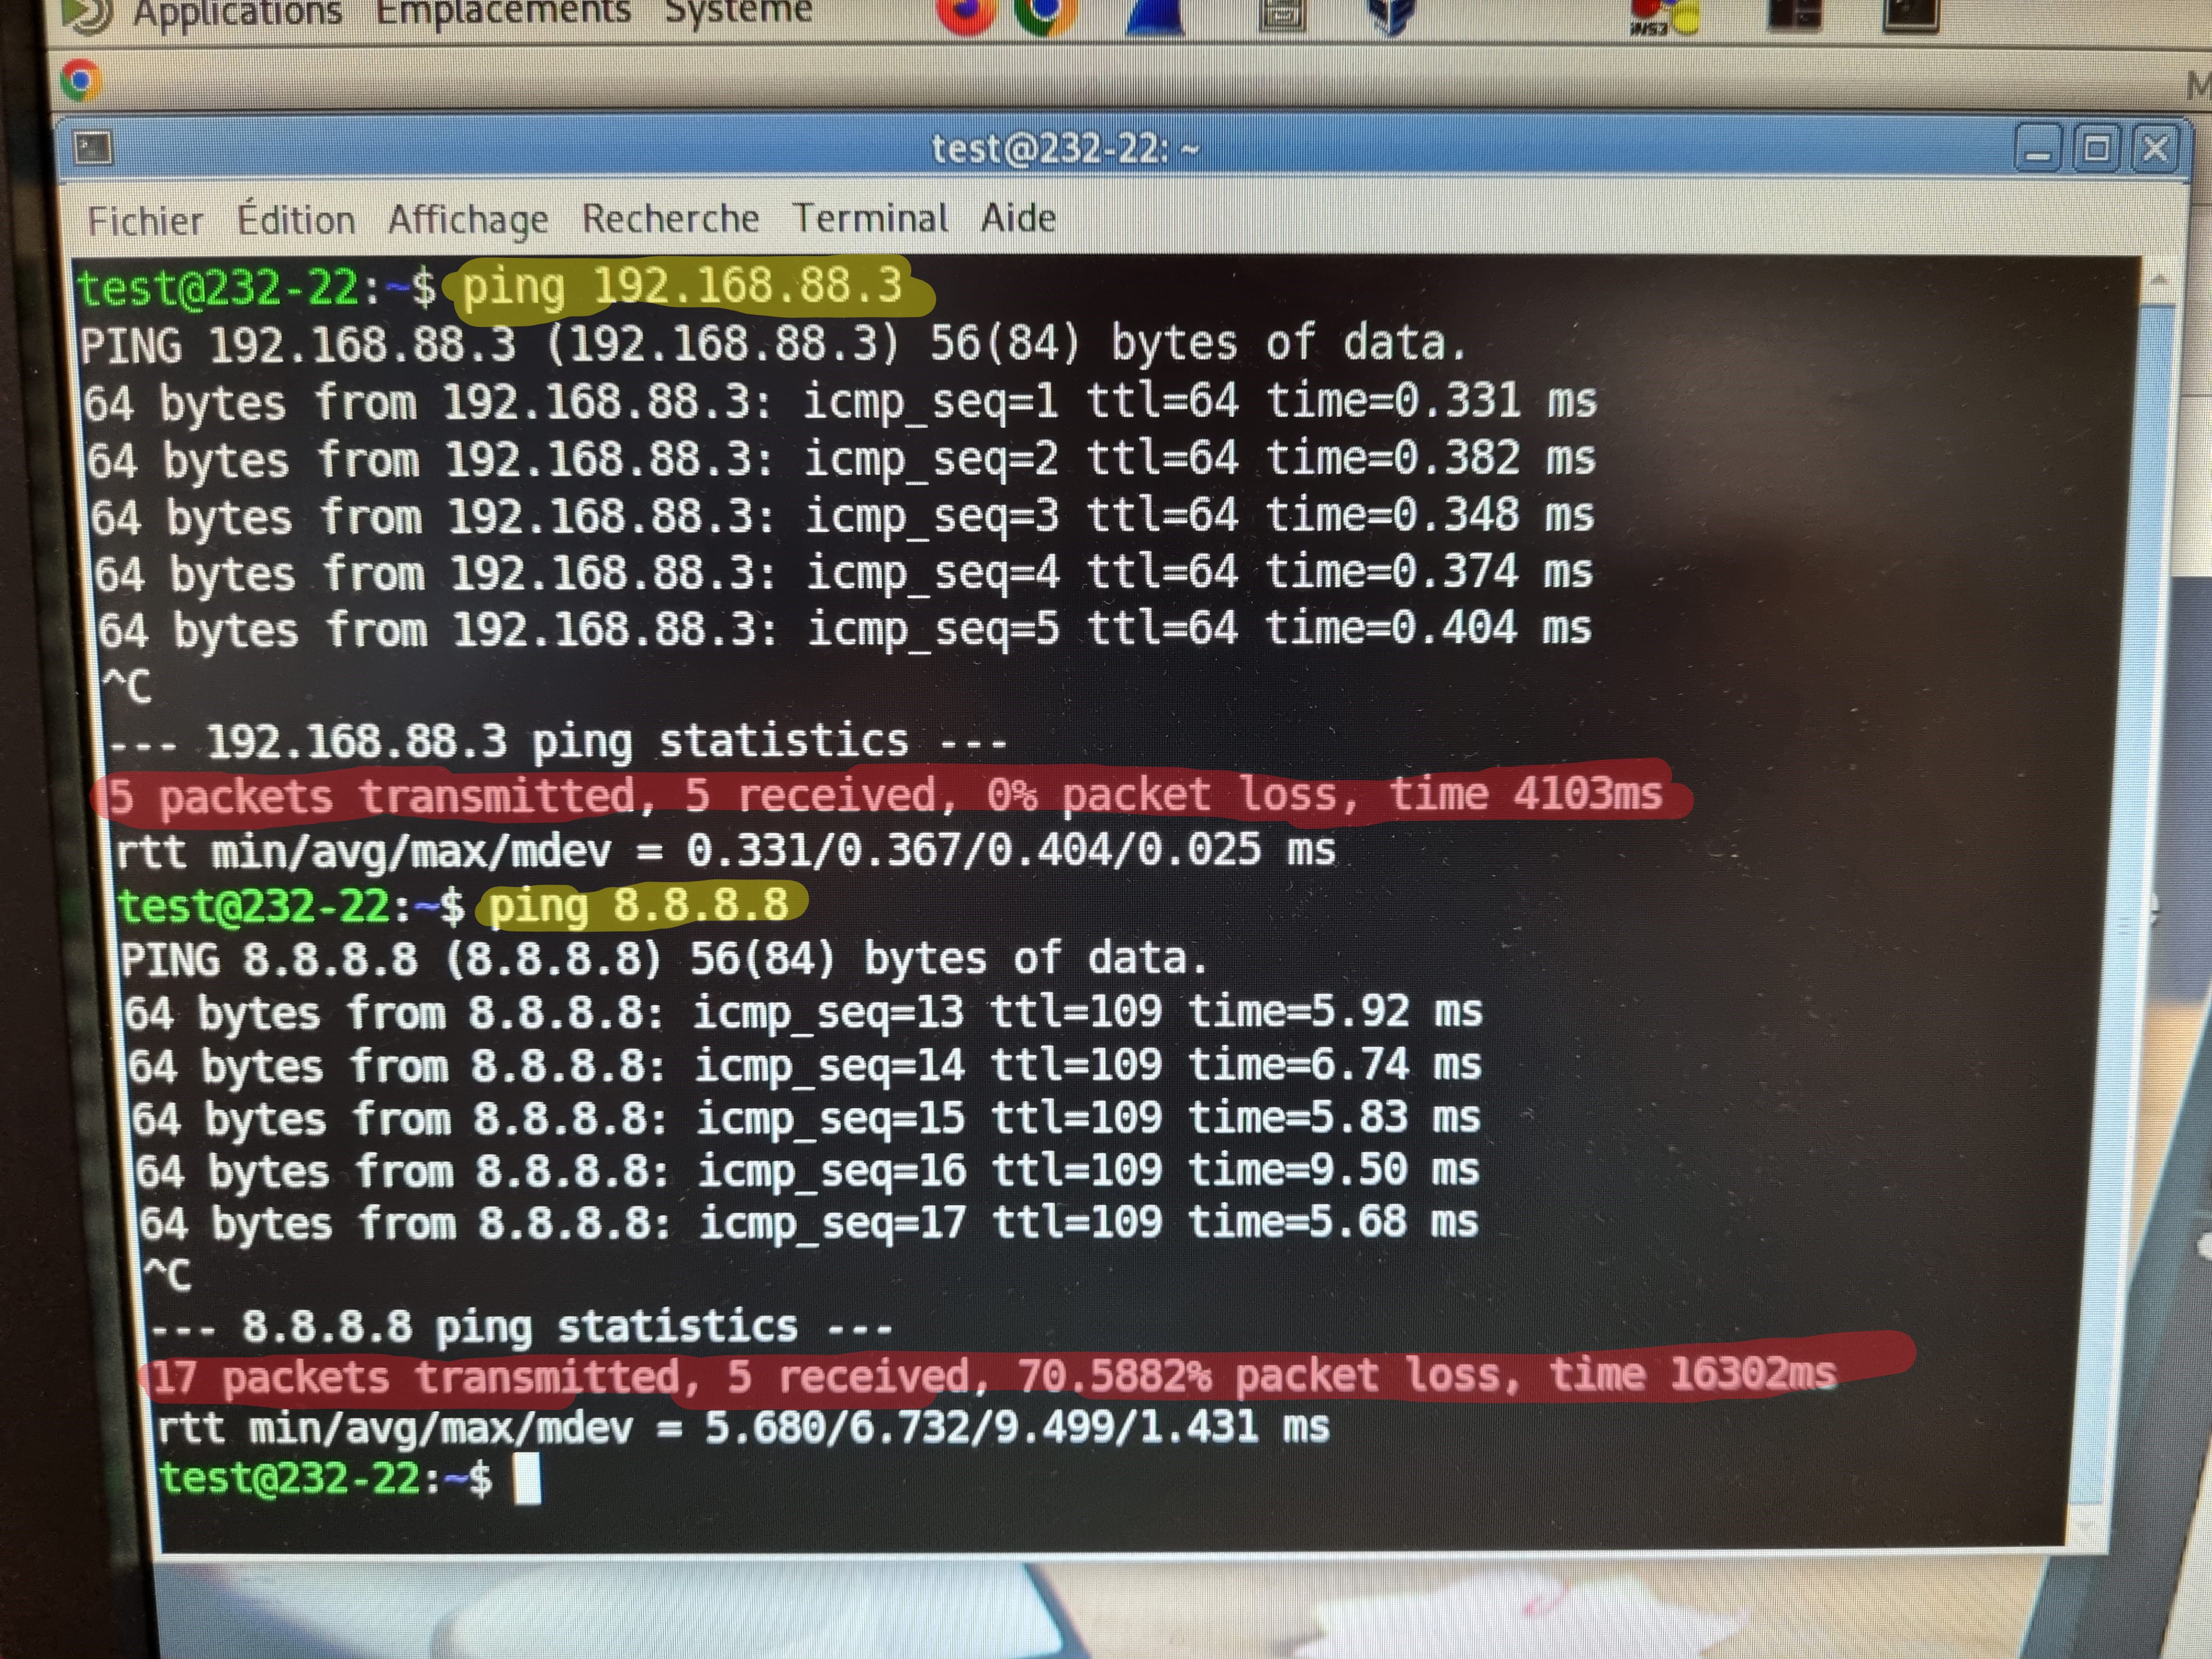 Applications Emplacements Système
test@232-22: ~
Fichier Édition Affichage Recherche Terminal Aide
test@232-22:~$ ping 192.168.88.3
PING 192.168.88.3 (192.168.88.3) 56(84) bytes of data.
64 bytes from 192.168.88.3: icmp_seq=1 ttl=64 time=0.331 ms
64 bytes from 192.168.88.3: icmp_seq=2 ttl=64 time=0.382 ms
64 bytes from 192.168.88.3: icmp_seq=3 ttl=64 time=0.348 ms
64 bytes from 192.168.88.3: icmp_seq=4 ttl=64 time=0.374 ms
64 bytes from 192.168.88.3: icmp_seq=5 ttl=64 time=0.404 ms
^C
--- 192.168.88.3 ping statistics ---
5 packets transmitted, 5 received, 0% packet loss, time 4103ms
rtt min/avg/max/mdev = 0.331/0.367/0.404/0.025 ms
test@232-22:~$ ping 8.8.8.8
PING 8.8.8.8 (8.8.8.8) 56(84) bytes of data.
64 bytes from 8.8.8.8: icmp_seq=13 ttl=109 time=5.92 ms
64 bytes from 8.8.8.8: icmp_seq=14 ttl=109 time=6.74 ms
64 bytes from 8.8.8.8: icmp_seq=15 ttl=109 time=5.83 ms
64 bytes from 8.8.8.8: icmp_seq=16 ttl=109 time=9.50 ms
64 bytes from 8.8.8.8: icmp_seq=17 ttl=109 time=5.68 ms
^C
--- 8.8.8.8 ping statistics ---
17 packets transmitted, 5 received, 70.5882% packet loss, time 16302ms
rtt min/avg/max/mdev = 5.680/6.732/9.499/1.431 ms
test@232-22:~$